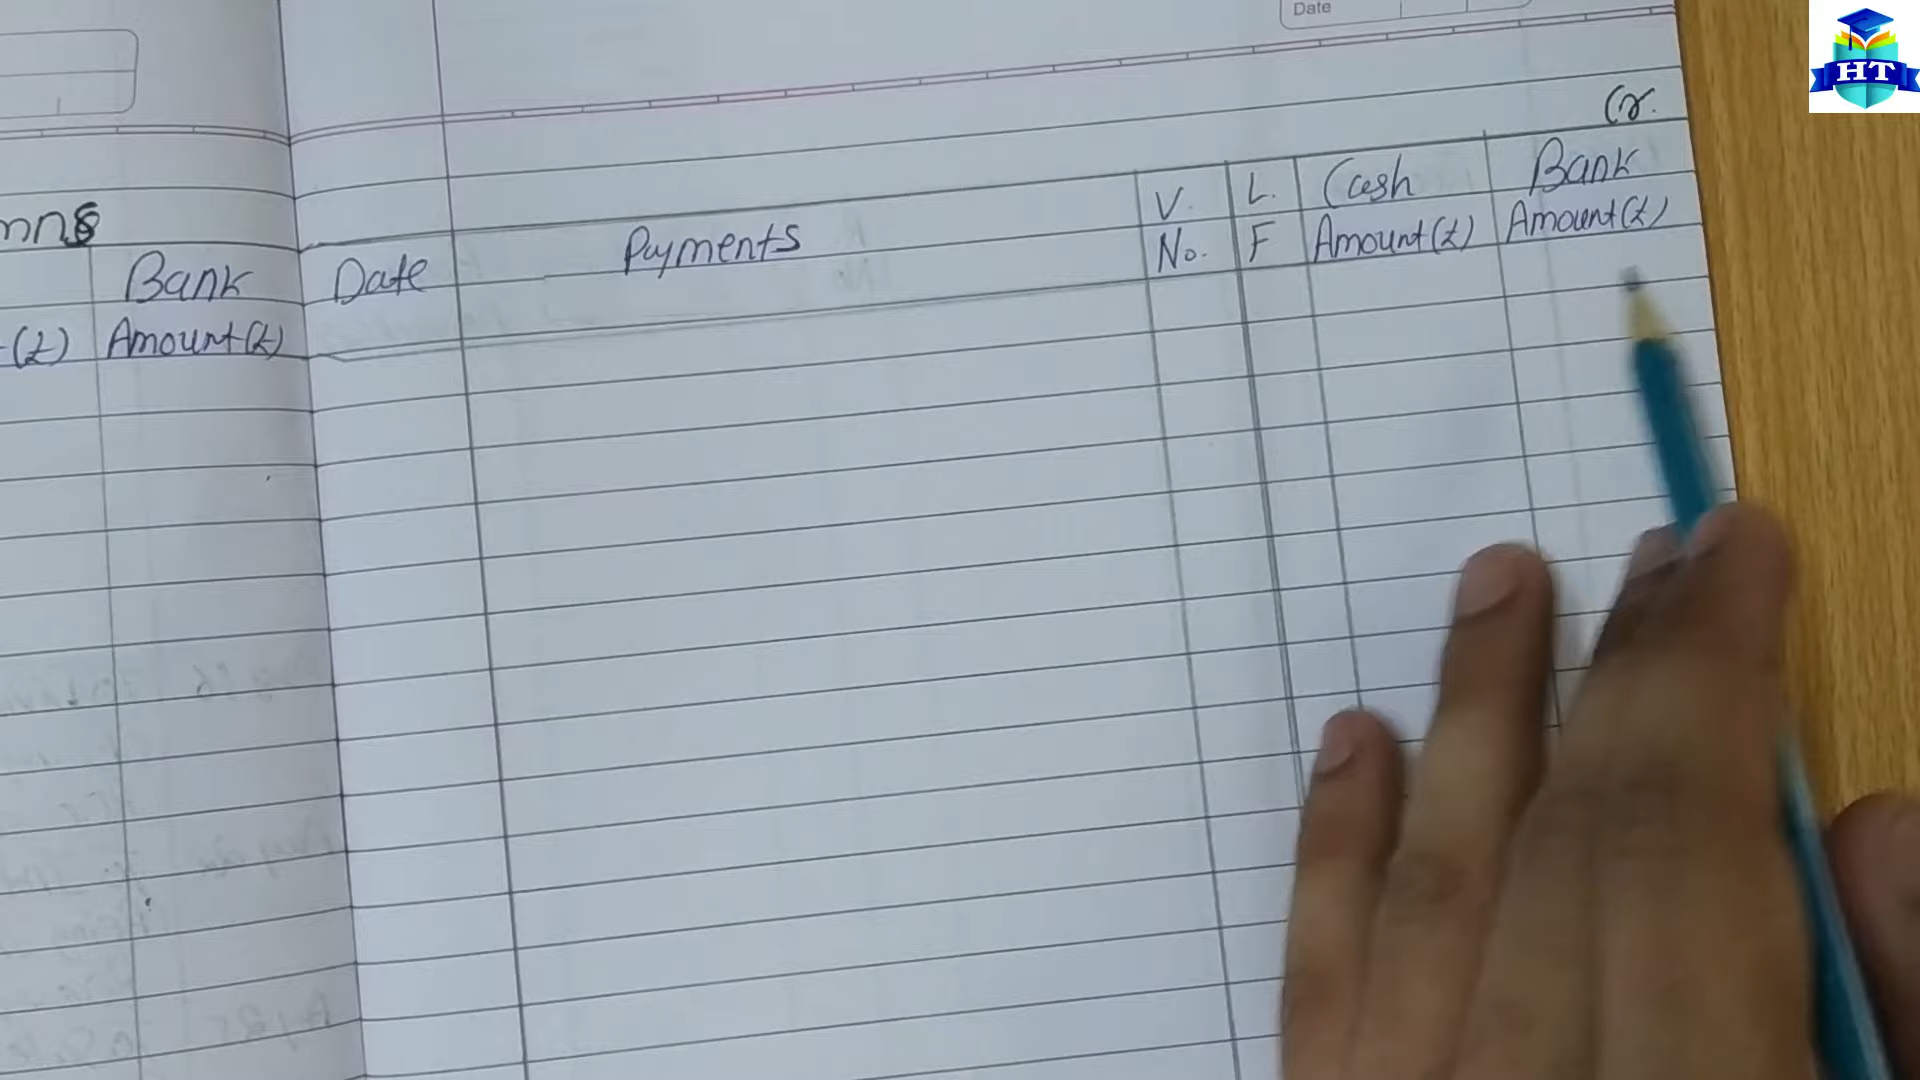 Date
HT
Cr.
mns
Bank
(₹) Amount (₹)
Date Payments V. No. L. F Cash Amount (₹) Bank Amount (₹)